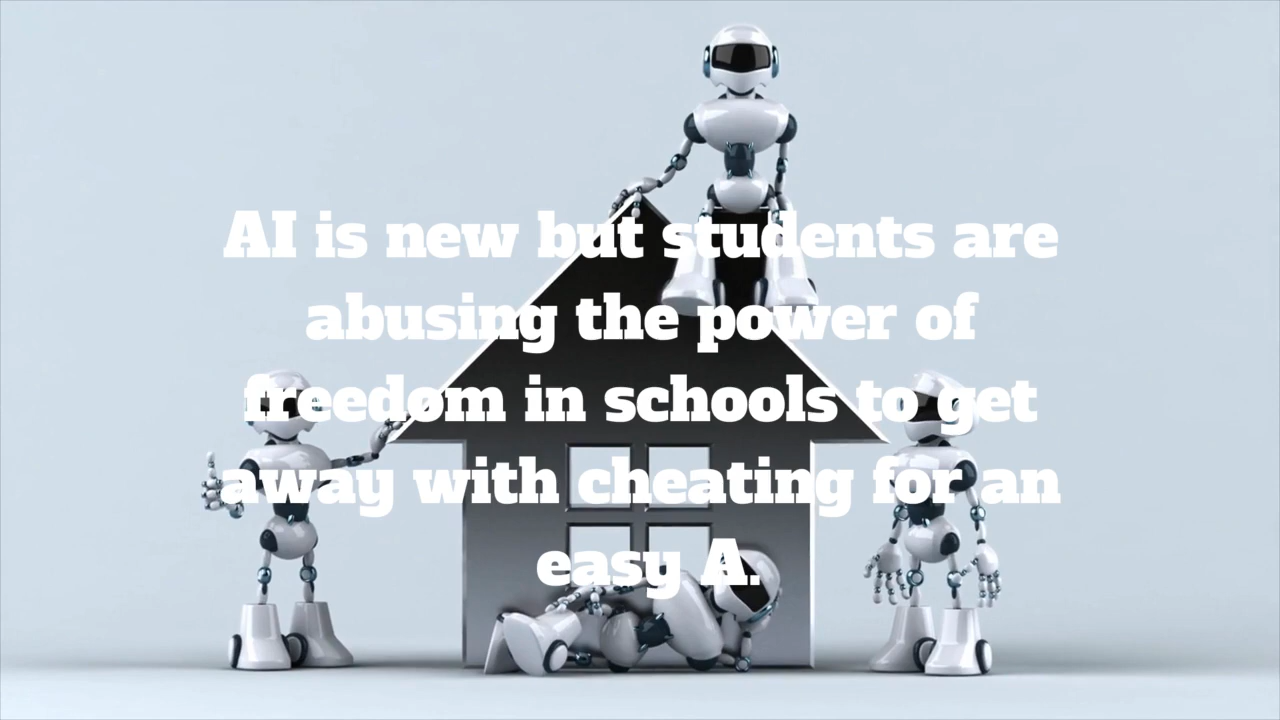 AI is new but students are
abusing the power of
freedom in schools to get
away with cheating for an
easy A.